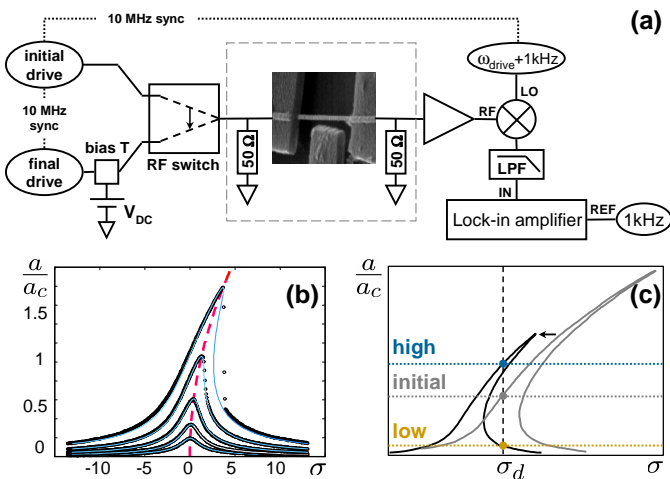 10 MHz sync
(a)
initial
drive
ω_drive+1kHz
10 MHz
sync
LO
RF
bias T
RF switch
50 Ω
50 Ω
LPF
final
drive
IN
V_DC
Lock-in amplifier
REF
1kHz
a/a_c
(b)
1.5
1
0.5
0
-10
-5
0
5
10
σ
a/a_c
(c)
high
initial
low
σ_d
σ